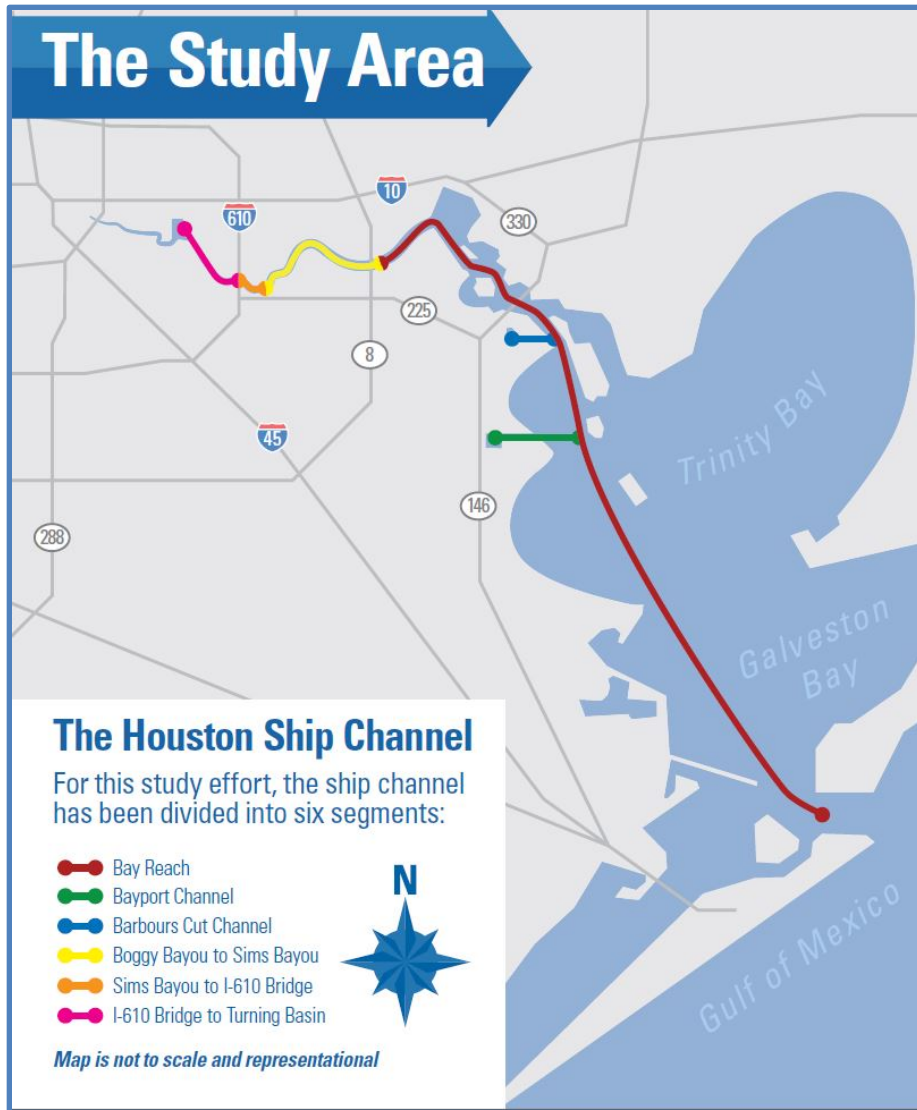 The Study Area
10
610
330
225
8
45
146
288
Trinity Bay
Galveston
Bay
Gulf of Mexico
The Houston Ship Channel
For this study effort, the ship channel
has been divided into six segments:
Bay Reach
Bayport Channel
Barbours Cut Channel
Boggy Bayou to Sims Bayou
Sims Bayou to I-610 Bridge
I-610 Bridge to Turning Basin
N
Map is not to scale and representational